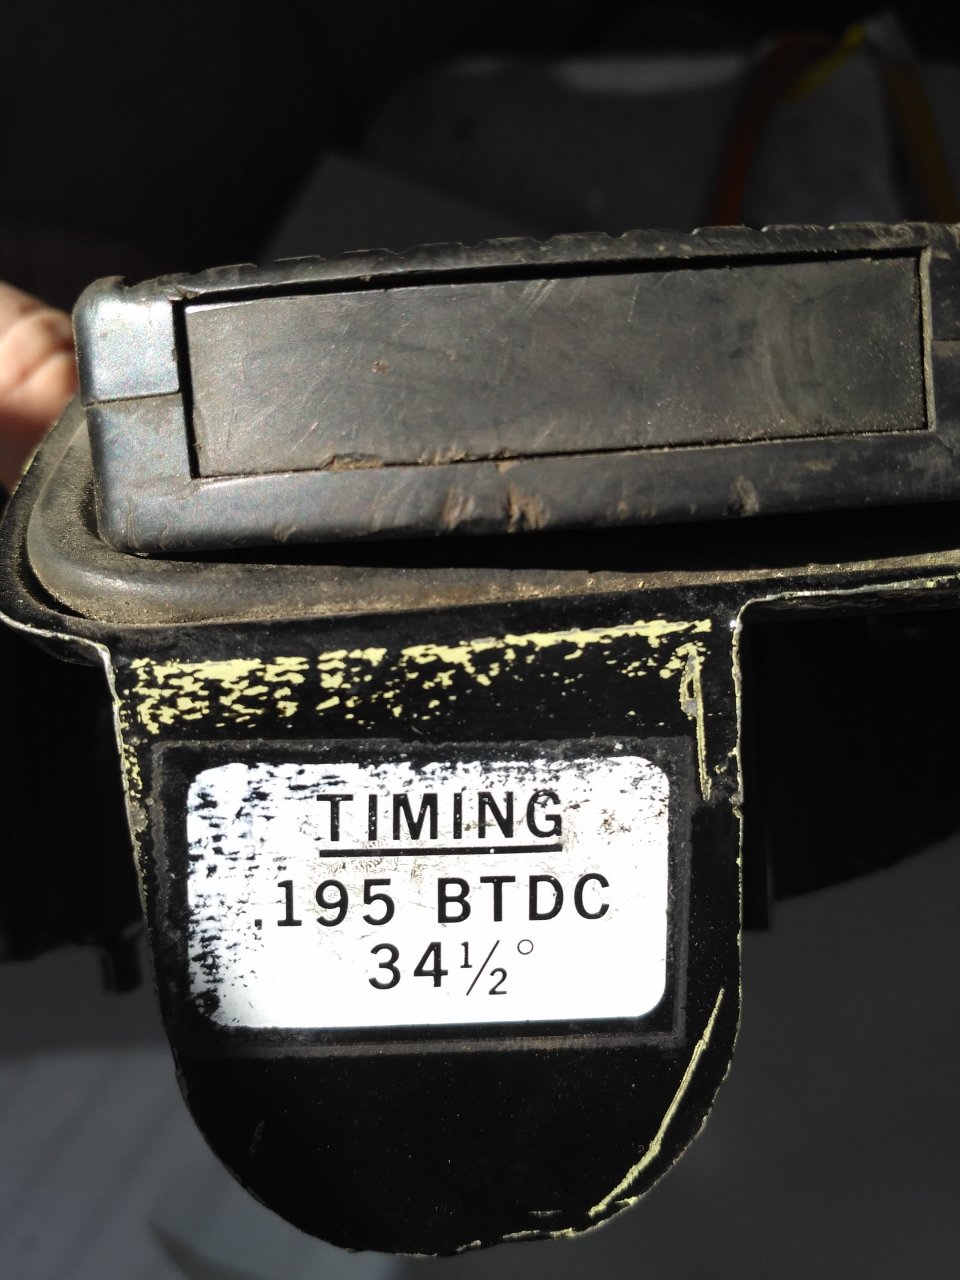 TIMING
.195 BTDC
34½°